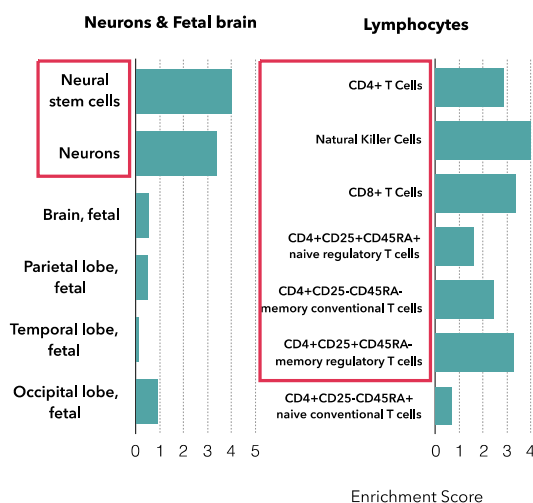 Neurons & Fetal brain
Neural
stem cells
Neurons
Brain, fetal
Parietal lobe,
fetal
Temporal lobe,
fetal
Occipital lobe,
fetal
0 1 2 3 4 5
Lymphocytes
CD4+ T Cells
Natural Killer Cells
CD8+ T Cells
CD4+CD25+CD45RA+
naive regulatory T cells
CD4+CD25-CD45RA-
memory conventional T cells
CD4+CD25+CD45RA-
memory regulatory T cells
CD4+CD25-CD45RA+
naive conventional T cells
0 1 2 3 4
Enrichment Score